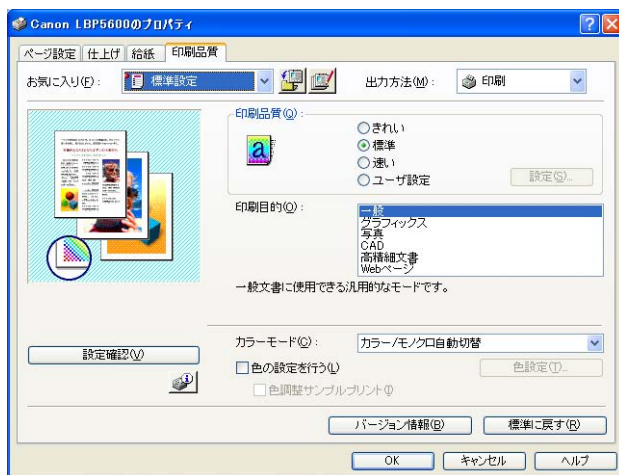 Canon LBP5600のプロパティ
ページ設定 仕上げ 給紙 印刷品質
お気に入り(F): 標準設定 出力方法(M): 印刷
印刷品質(Q):
a
きれい
標準
速い
ユーザ設定 設定(S)...
印刷目的(O): 一般
グラフィックス
写真
CAD
高精細文書
Webページ
一般文書に使用できる汎用的なモードです。
設定確認(V)
カラーモード(C): カラー/モノクロ自動切替
色の設定を行う(L) 色設定(T)...
色調整サンプルプリント(I)
バージョン情報(B) 標準に戻す(R)
OK キャンセル ヘルプ